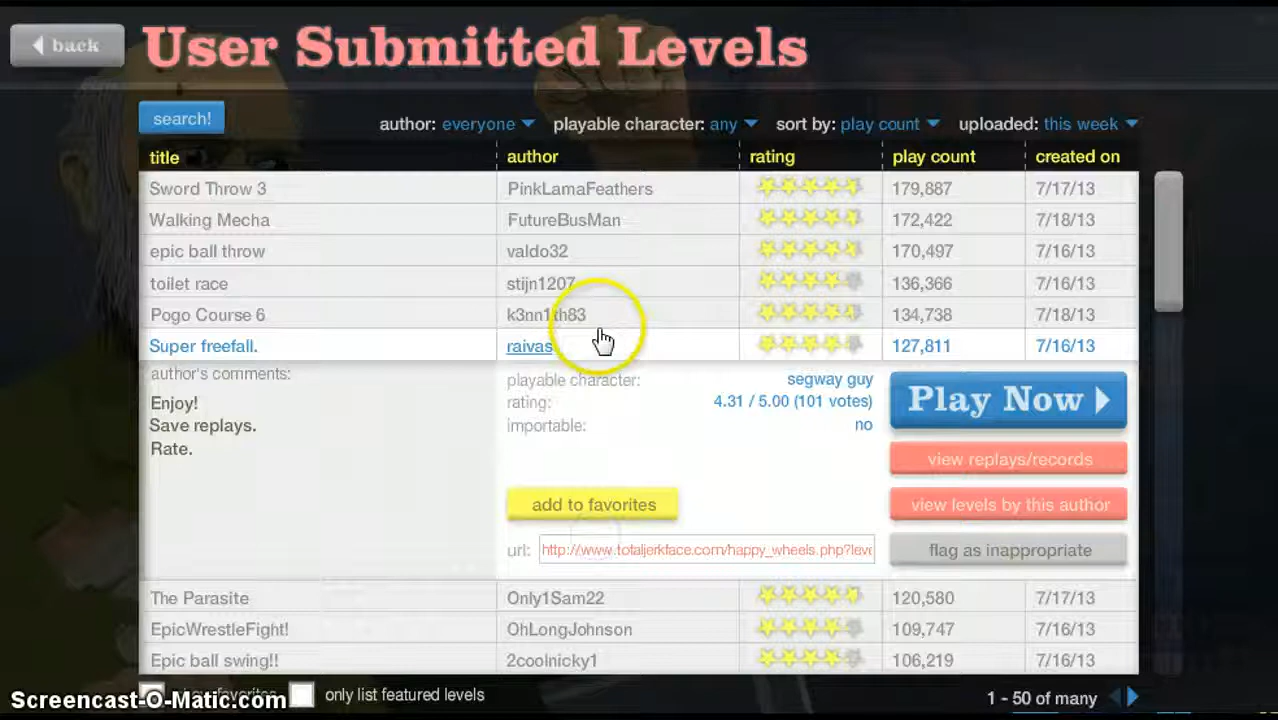 back
User Submitted Levels
search!
author: everyone playable character: any sort by: play count uploaded: this week
title author rating play count created on
Sword Throw 3 PinkLamaFeathers 179,887 7/17/13
Walking Mecha FutureBusMan 172,422 7/18/13
epic ball throw valdo32 170,497 7/16/13
toilet race stijn1207 136,366 7/16/13
Pogo Course 6 k3nn1th83 134,738 7/18/13
Super freefall. raivas 127,811 7/16/13
author's comments:
Enjoy!
Save replays.
Rate.
playable character: segway guy
rating: 4.31 / 5.00 (101 votes)
importable: no
Play Now
view replays/records
add to favorites
view levels by this author
url: http://www.totaljerkface.com/happy_wheels.php?leve
flag as inappropriate
The Parasite Only1Sam22 120,580 7/17/13
EpicWrestleFight! OhLongJohnson 109,747 7/16/13
Epic ball swing!! 2coolnicky1 106,219 7/16/13
Screencast-O-Matic.com
only list featured levels
1 - 50 of many